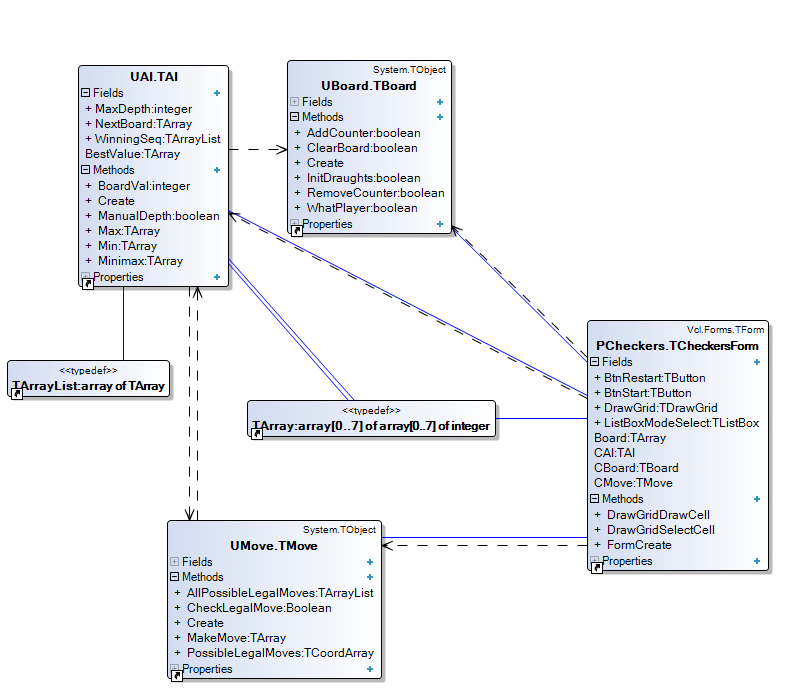 UAI.TAI
Fields
+ MaxDepth:integer
+ NextBoard:TArray
+ WinningSeq:TArrayList
BestValue:TArray
Methods
+ BoardVal:integer
+ Create
+ ManualDepth:boolean
+ Max:TArray
+ Min:TArray
+ Minimax:TArray
Properties
System.TObject
UBoard.TBoard
Fields
Methods
+ AddCounter:boolean
+ ClearBoard:boolean
+ Create
+ InitDraughts:boolean
+ RemoveCounter:boolean
+ WhatPlayer:boolean
Properties
Vcl.Forms.TForm
PCheckers.TCheckersForm
Fields
+ BtnRestart:TButton
+ BtnStart:TButton
+ DrawGrid:TDrawGrid
+ ListBoxModeSelect:TListBox
Board:TArray
CAI:TAI
CBoard:TBoard
CMove:TMove
Methods
+ DrawGridDrawCell
+ DrawGridSelectCell
+ FormCreate
Properties
<<typedef>>
TArrayList:array of TArray
<<typedef>>
TArray:array[0..7] of array[0..7] of integer
System.TObject
UMove.TMove
Fields
Methods
+ AllPossibleLegalMoves:TArrayList
+ CheckLegalMove:Boolean
+ Create
+ MakeMove:TArray
+ PossibleLegalMoves:TCoordArray
Properties